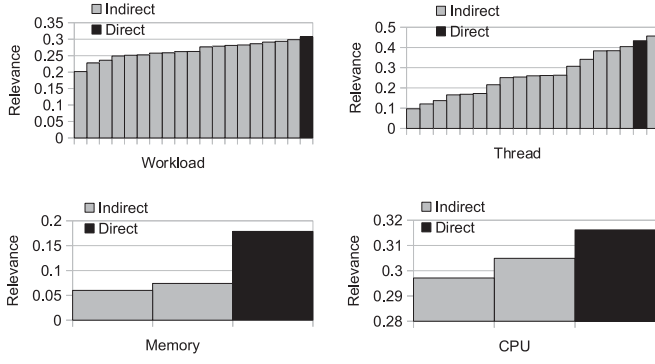 Indirect
Direct
Relevance
0.35
0.3
0.25
0.2
0.15
0.1
0.05
0
Workload
Indirect
Direct
Relevance
0.5
0.4
0.3
0.2
0.1
0
Thread
Indirect
Direct
Relevance
0.2
0.15
0.1
0.05
0
Memory
Indirect
Direct
Relevance
0.32
0.31
0.3
0.29
0.28
CPU